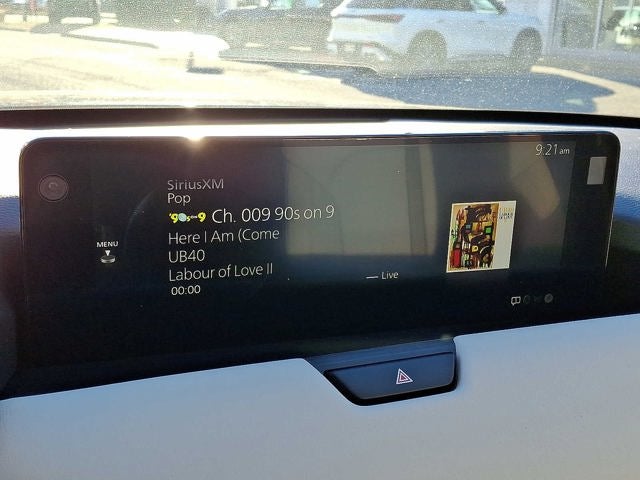 9:21 am
SiriusXM
Pop
'90s on 9 Ch. 009 90s on 9
MENU
Here I Am (Come
UB40
Labour of Love II
Live
00:00